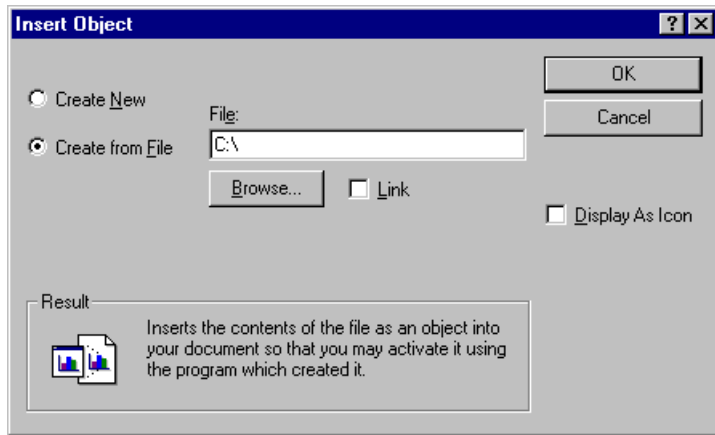 Insert Object
Create New
File:
Create from File
C:\
Browse...
Link
OK
Cancel
Display As Icon
Result
Inserts the contents of the file as an object into
your document so that you may activate it using
the program which created it.